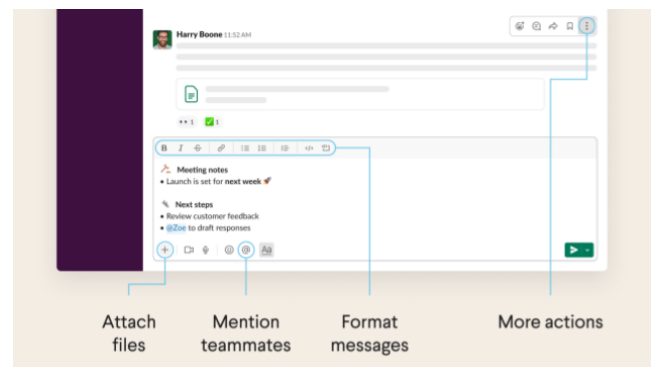 Harry Boone 11:52 AM
1 1
B I S
Meeting notes
• Launch is set for next week 🚀
Next steps
• Review customer feedback
• @Zoe to draft responses
+ @ Aa
Attach files
Mention teammates
Format messages
More actions